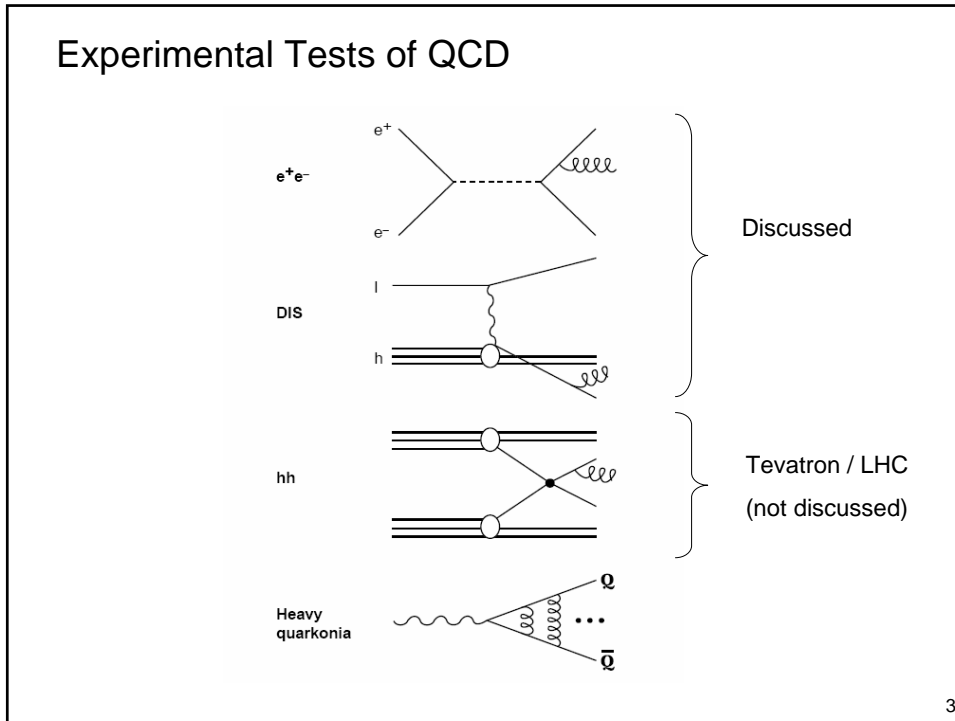 Experimental Tests of QCD
e⁺
e⁺e⁻
e⁻
Discussed
l
DIS
h
hh
Tevatron / LHC
(not discussed)
Q
Heavy
quarkonia
•••
Q̅
3